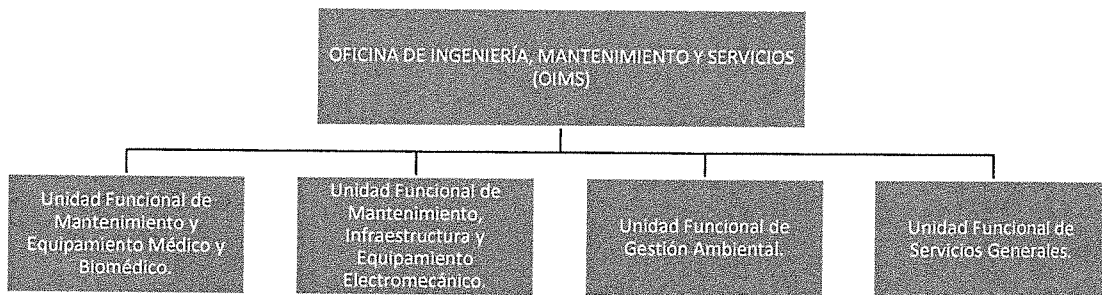 OFICINA DE INGENIERÍA, MANTENIMIENTO Y SERVICIOS
(OIMS)
Unidad Funcional de
Mantenimiento y
Equipamiento Médico y
Biomédico.
Unidad Funcional de
Mantenimiento,
Infraestructura y
Equipamiento
Electromecánico.
Unidad Funcional de
Gestión Ambiental.
Unidad Funcional de
Servicios Generales.